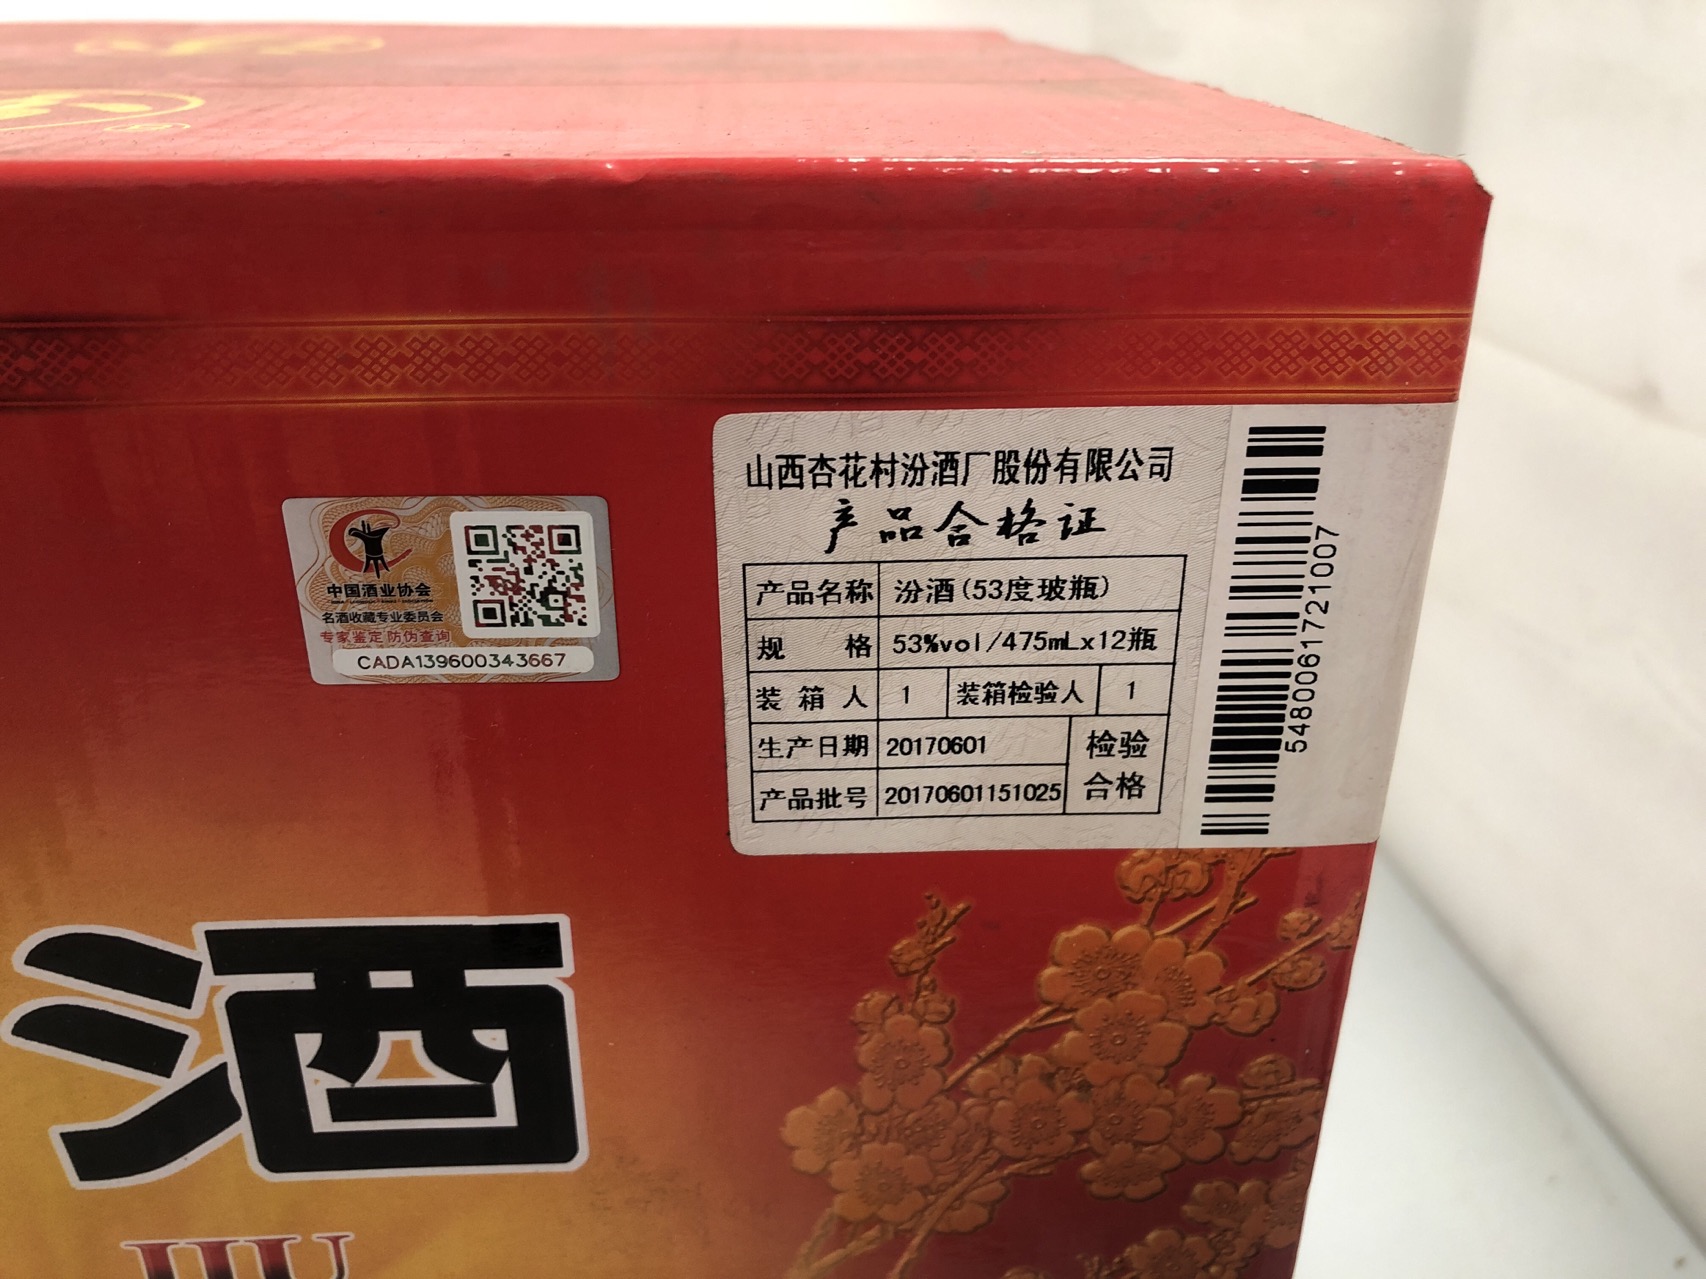 中国酒业协会
名酒收藏专业委员会
专家鉴定 防伪查询
CADA139600343667
山西杏花村汾酒厂股份有限公司
产品合格证
产品名称 汾酒(53度玻瓶)
规格 53%vol/475mLx12瓶
装箱人 1 装箱检验人 1
生产日期 20170601 检验
产品批号 20170601151025 合格
5480061721007
酒
JIU